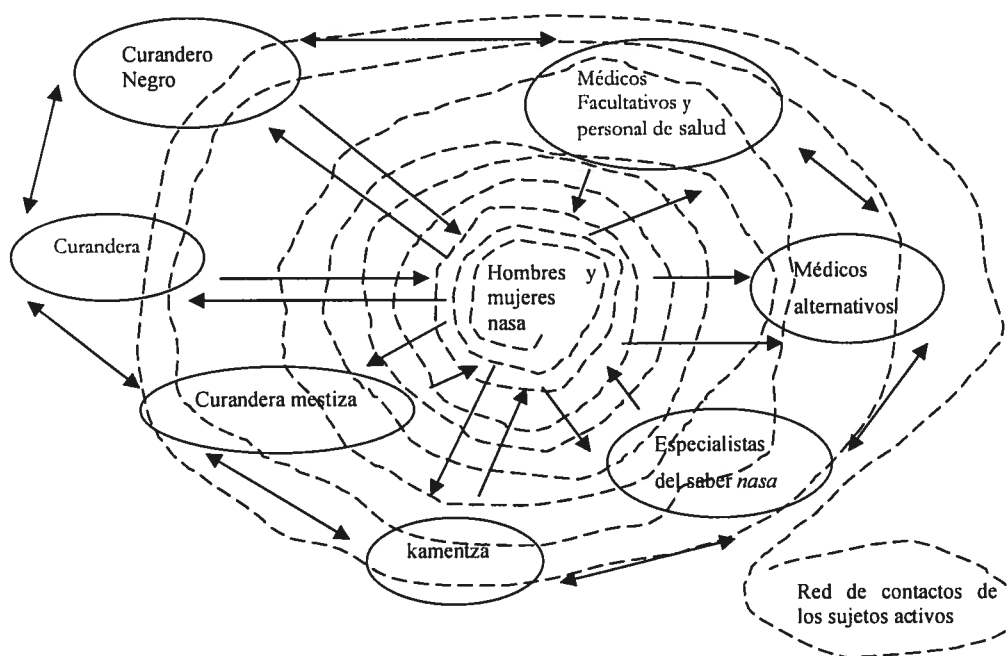 Curandero
Negro
Médicos
Facultativos y
personal de salud
Curandera
Hombres y
mujeres
nasa
Médicos
alternativos
Curandera mestiza
Especialistas
del saber nasa
kamentza
Red de contactos de
los sujetos activos